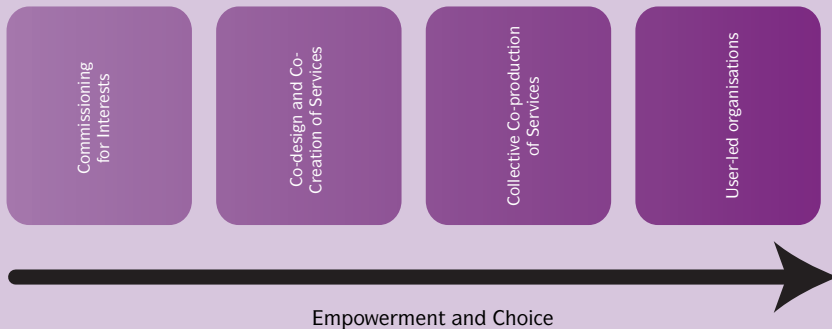 Commissioning
for Interests
Co-design and Co-
Creation of Services
Collective Co-production
of Services
User-led organisations
Empowerment and Choice